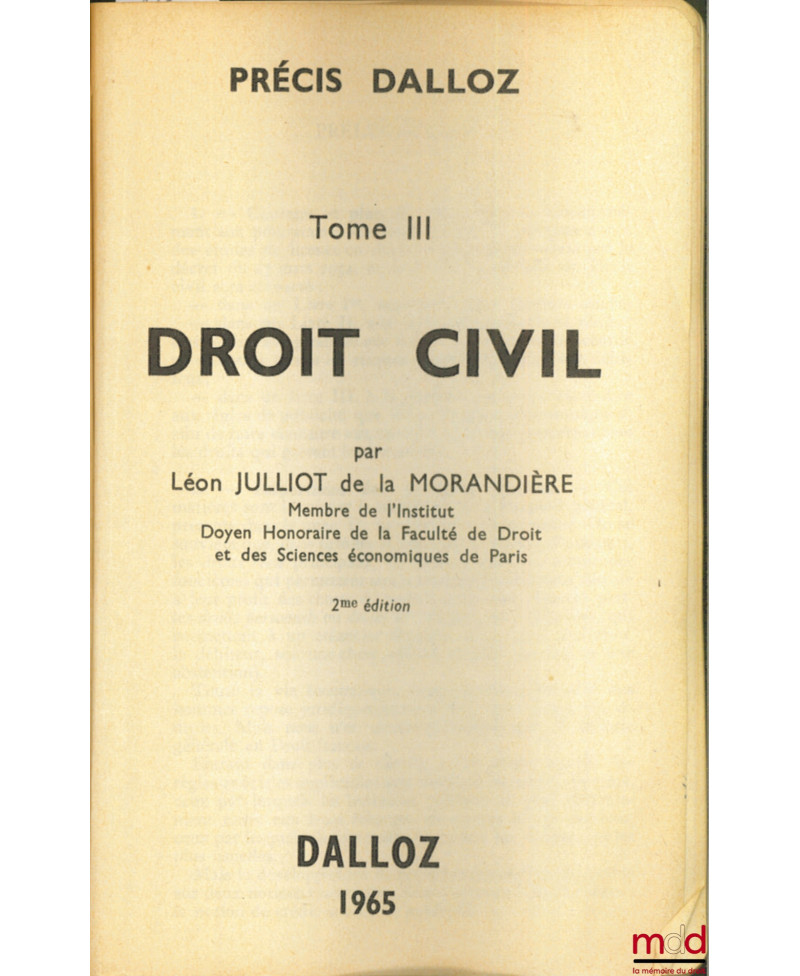 PRÉCIS DALLOZ
Tome III
DROIT CIVIL
par
Léon JULLIOT de la MORANDIÈRE
Membre de l'Institut
Doyen Honoraire de la Faculté de Droit
et des Sciences économiques de Paris
2me édition
DALLOZ
1965
mdd
la mémoire du droit